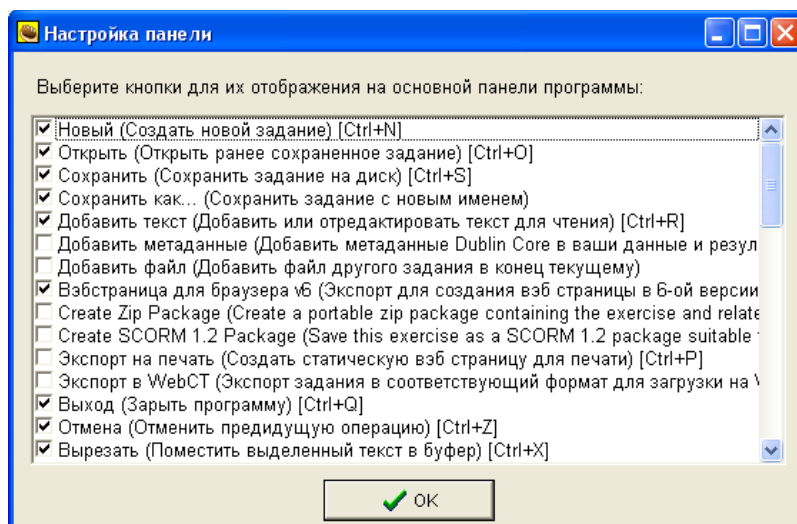 Настройка панели
Выберите кнопки для их отображения на основной панели программы:
Новый (Создать новой задание) [Ctrl+N]
Открыть (Открыть ранее сохраненное задание) [Ctrl+O]
Сохранить (Сохранить задание на диск) [Ctrl+S]
Сохранить как... (Сохранить задание с новым именем)
Добавить текст (Добавить или отредактировать текст для чтения) [Ctrl+R]
Добавить метаданные (Добавить метаданные Dublin Core в ваши данные и резул
Добавить файл (Добавить файл другого задания в конец текущему)
Вэбстраница для браузера v6 (Экспорт для создания вэб страницы в 6-ой версии
Create Zip Package (Create a portable zip package containing the exercise and relate
Create SCORM 1.2 Package (Save this exercise as a SCORM 1.2 package suitable
Экспорт на печать (Создать статическую вэб страницу для печати) [Ctrl+P]
Экспорт в WebCT (Экспорт задания в соответствующий формат для загрузки на
Выход (Зарыть программу) [Ctrl+Q]
Отмена (Отменить предидущую операцию) [Ctrl+Z]
Вырезать (Поместить выделенный текст в буфер) [Ctrl+X]
OK